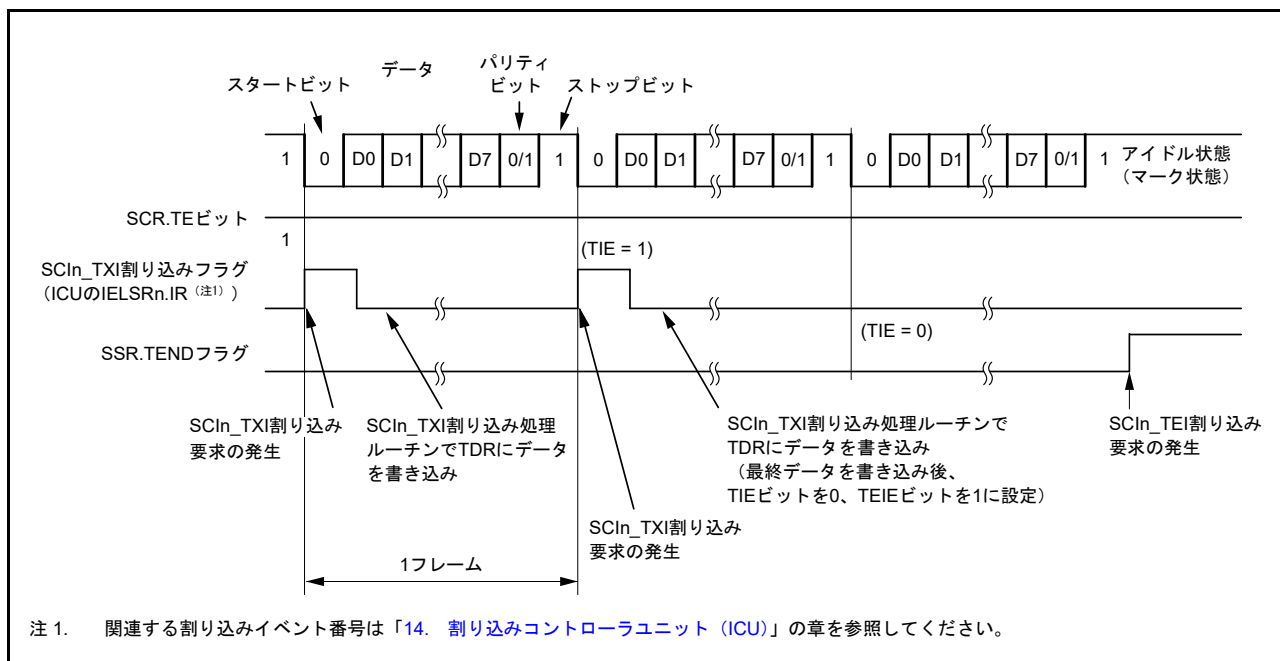 データ
パリティ
ビット
スタートビット
ストップビット
1 0 D0 D1 D7 0/1 1 0 D0 D1 D7 0/1 1 0 D0 D1 D7 0/1 1 アイドル状態
（マーク状態）
SCR.TEビット
1
(TIE = 1)
SCIn_TXI割り込みフラグ
（ICUのIELSRn.IR（注1））
(TIE = 0)
SSR.TENDフラグ
SCIn_TXI割り込み
要求の発生
SCIn_TXI割り込み処理
ルーチンでTDRにデータ
を書き込み
SCIn_TXI割り込み処理ルーチンで
TDRにデータを書き込み
（最終データを書き込み後、
TIEビットを0、TEIEビットを1に設定）
SCIn_TEI割り込み
要求の発生
SCIn_TXI割り込み
要求の発生
1フレーム
注 1. 関連する割り込みイベント番号は「14. 割り込みコントローラユニット（ICU）」の章を参照してください。